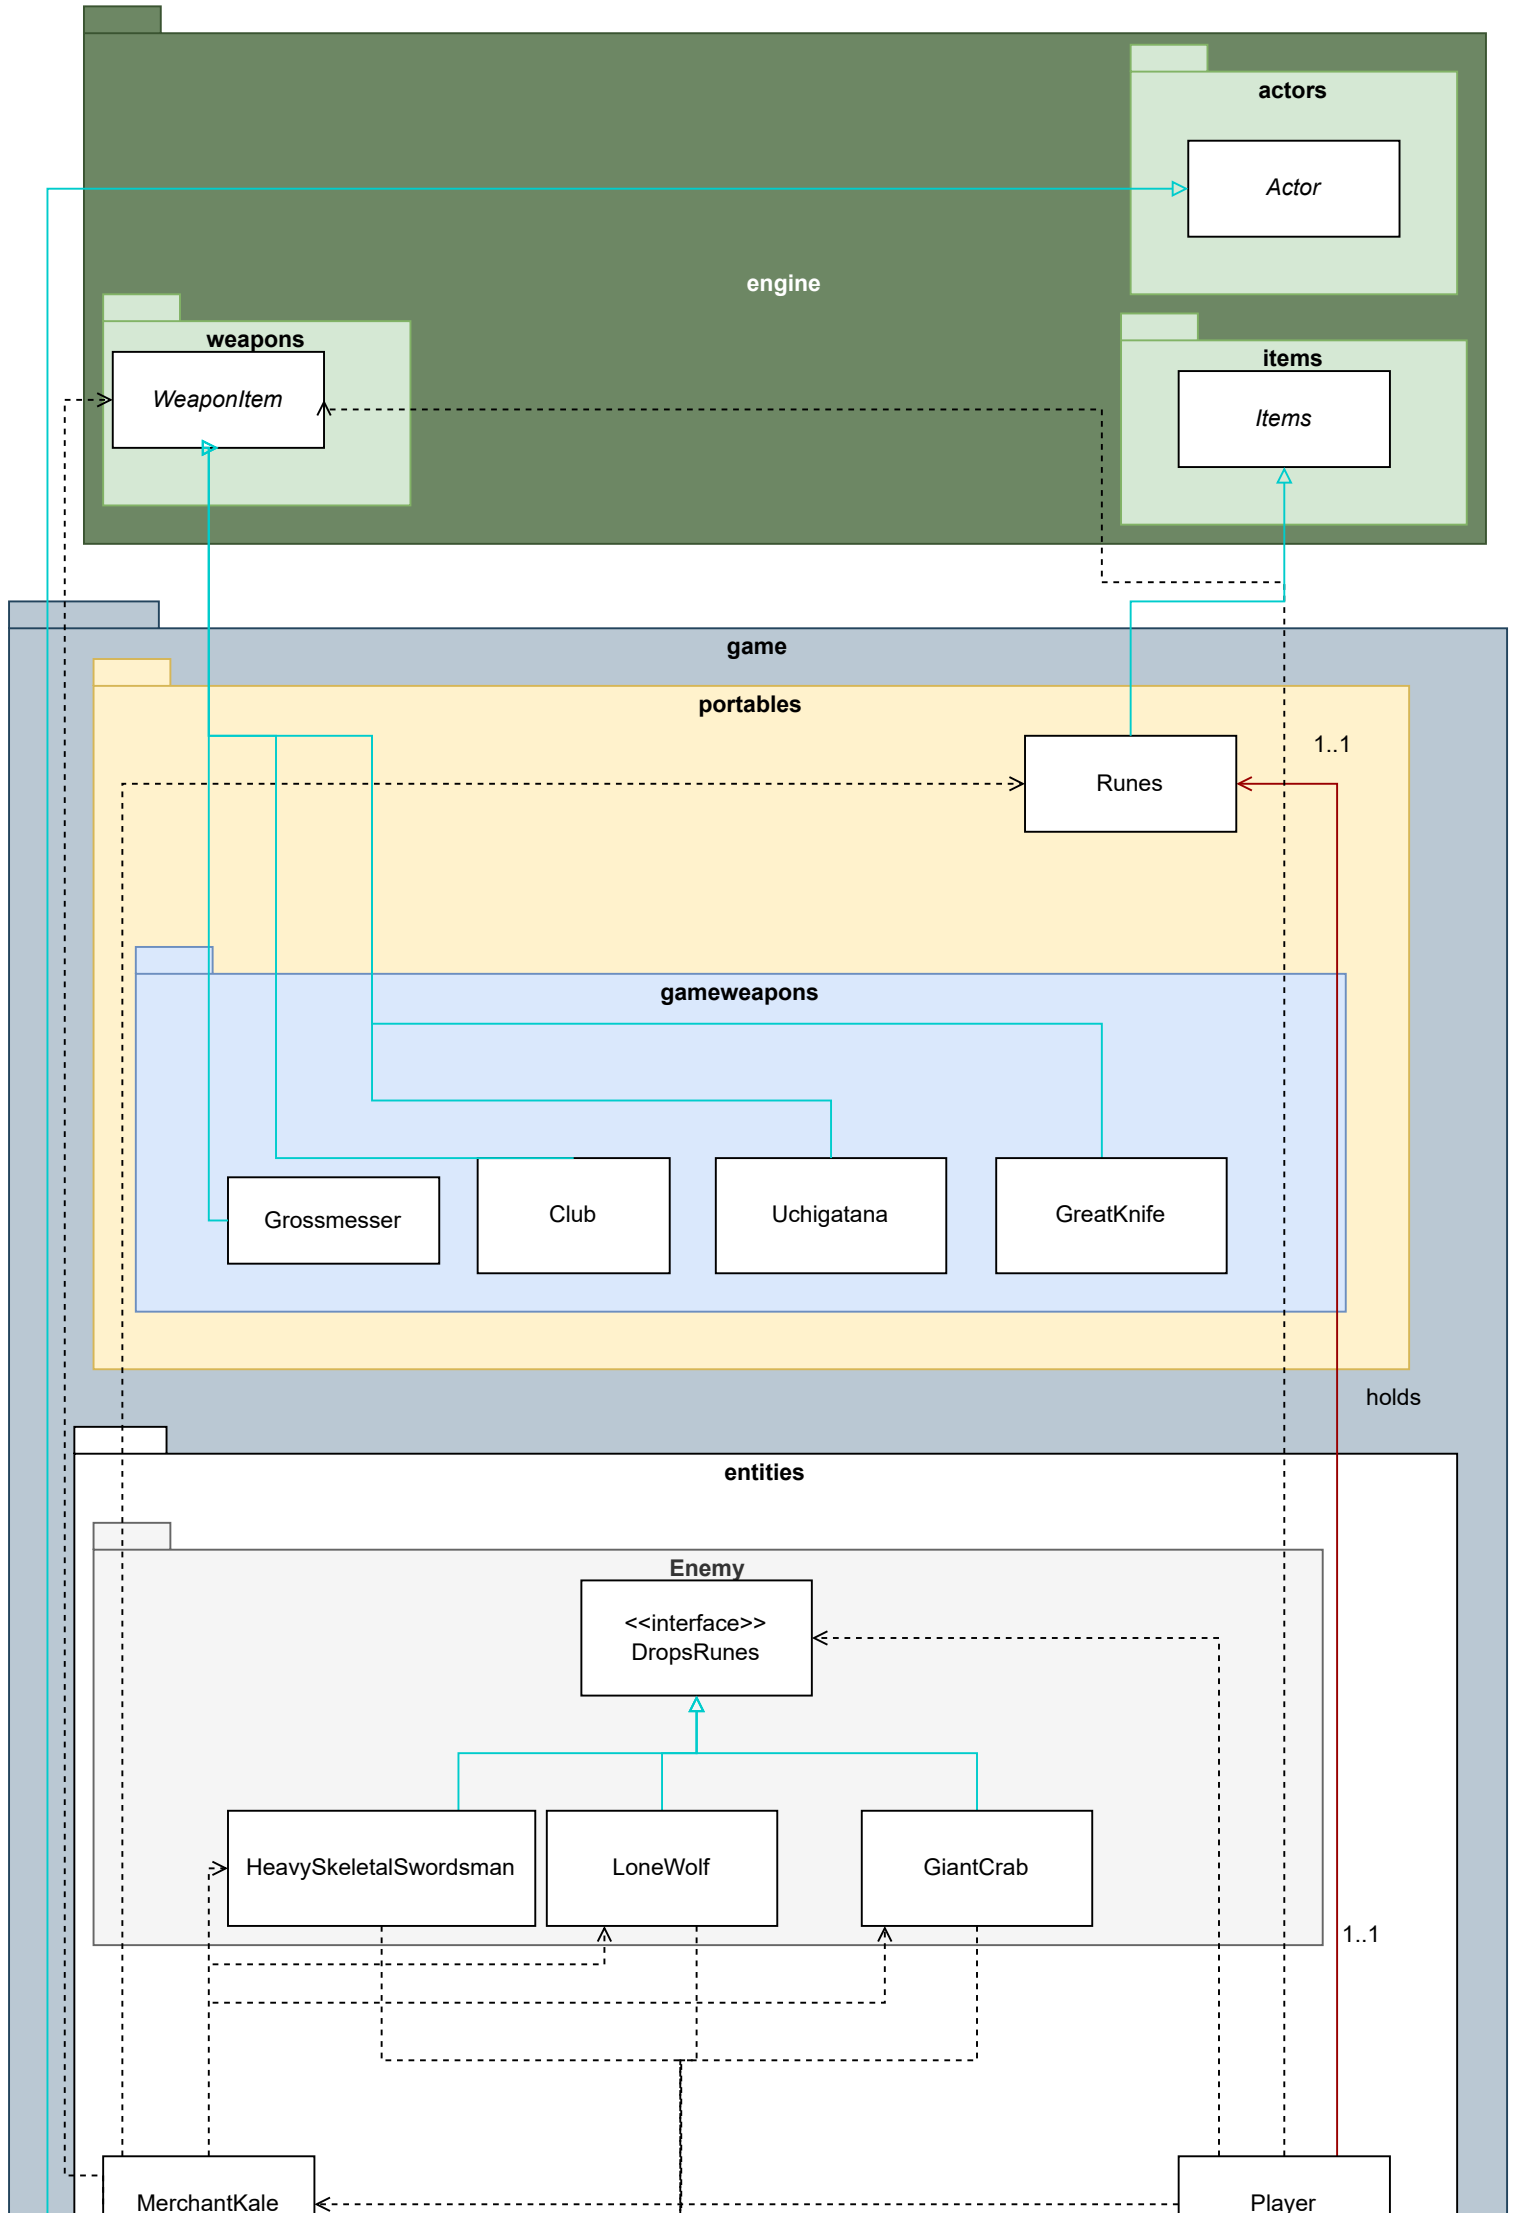 actors
Actor
engine
weapons
WeaponItem
items
Items
game
portables
1..1
Runes
gameweapons
Grossmesser
Club
Uchigatana
GreatKnife
holds
entities
Enemy
<<interface>>
DropsRunes
HeavySkeletalSwordsman
LoneWolf
GiantCrab
1..1
MerchantKale
Player